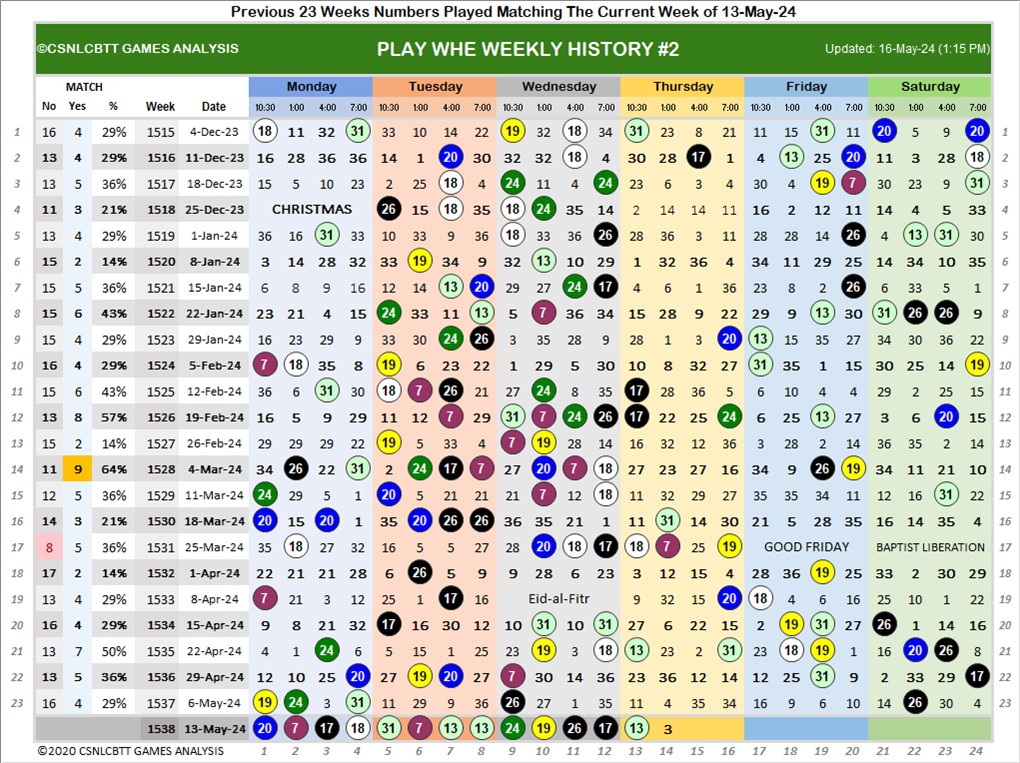 Previous 23 Weeks Numbers Played Matching The Current Week of 13-May-24
©CSNLCBTT GAMES ANALYSIS PLAY WHE WEEKLY HISTORY #2 Updated: 16-May-24 (1:15 PM)
MATCH Monday Tuesday Wednesday Thursday Friday Saturday
No Yes % Week Date 10:30 1:00 4:00 7:00 10:30 1:00 4:00 7:00 10:30 1:00 4:00 7:00 10:30 1:00 4:00 7:00 10:30 1:00 4:00 7:00 10:30 1:00 4:00 7:00
1 16 4 29% 1515 4-Dec-23 18 11 32 31 33 10 14 22 19 32 18 34 31 23 8 21 11 15 31 11 20 5 9 20 1
2 13 4 29% 1516 11-Dec-23 16 28 36 36 14 1 20 30 32 32 18 4 30 28 17 1 4 13 25 20 11 3 28 18 2
3 13 5 36% 1517 18-Dec-23 15 5 10 23 2 25 18 4 24 11 4 24 23 6 3 4 30 4 19 7 30 23 9 31 3
4 11 3 21% 1518 25-Dec-23 CHRISTMAS 26 15 18 35 18 24 35 14 2 14 14 11 16 2 12 11 14 4 5 33 4
5 13 4 29% 1519 1-Jan-24 36 16 31 33 10 33 9 36 18 33 36 26 28 36 3 11 28 28 14 26 4 13 31 30 5
6 15 2 14% 1520 8-Jan-24 3 14 28 32 33 19 34 9 32 13 10 29 1 32 36 4 34 11 29 25 14 34 10 35 6
7 15 5 36% 1521 15-Jan-24 6 8 9 16 12 14 13 20 29 27 24 17 4 6 1 36 23 8 2 26 6 33 5 1 7
8 15 6 43% 1522 22-Jan-24 23 21 4 15 24 33 11 13 5 7 36 34 15 28 9 22 29 9 13 30 31 26 26 9 8
9 15 4 29% 1523 29-Jan-24 16 23 29 9 33 30 24 26 3 35 28 9 28 1 3 20 13 15 35 27 34 30 36 22 9
10 16 4 29% 1524 5-Feb-24 7 18 35 8 19 6 23 22 1 29 5 30 10 8 32 27 31 35 1 15 30 25 14 19 10
11 15 6 43% 1525 12-Feb-24 36 3 31 30 18 7 26 21 27 24 8 35 17 28 36 5 6 10 4 4 29 2 25 15 11
12 13 8 57% 1526 19-Feb-24 16 5 9 29 11 12 7 29 31 7 24 26 17 22 25 24 6 25 13 27 3 6 20 15 12
13 15 2 14% 1527 26-Feb-24 29 29 29 22 19 5 33 4 7 19 28 14 16 32 12 36 3 28 2 14 36 35 2 14 13
14 11 9 64% 1528 4-Mar-24 34 26 22 31 2 24 17 7 27 20 7 18 27 23 27 16 34 9 26 19 34 11 21 10 14
15 12 5 36% 1529 11-Mar-24 24 29 5 1 20 5 21 21 21 7 12 18 11 32 29 27 35 35 34 11 12 16 31 22 15
16 14 3 21% 1530 18-Mar-24 20 15 20 1 35 20 26 26 36 35 21 1 11 31 14 30 21 5 28 35 16 14 35 4 16
17 8 5 36% 1531 25-Mar-24 35 18 27 32 16 5 5 27 28 20 18 17 18 7 25 19 GOOD FRIDAY BAPTIST LIBERATION 17
18 17 2 14% 1532 1-Apr-24 22 21 21 28 6 26 5 9 9 28 6 23 3 12 15 4 28 36 19 25 33 2 30 29 18
19 13 4 29% 1533 8-Apr-24 7 21 3 12 25 1 17 16 Eid-al-Fitr 9 32 15 20 18 4 6 16 25 10 1 22 19
20 16 4 29% 1534 15-Apr-24 9 8 21 32 17 16 30 12 10 31 10 31 27 6 22 15 2 19 31 27 26 1 14 16 20
21 13 7 50% 1535 22-Apr-24 4 1 24 6 5 15 1 25 23 19 3 18 13 23 2 31 23 18 19 1 16 20 26 8 21
22 13 5 36% 1536 29-Apr-24 12 10 25 20 27 19 20 27 7 30 14 36 23 36 12 14 12 25 31 9 2 33 29 17 22
23 16 4 29% 1537 6-May-24 19 24 3 31 11 29 9 36 26 27 1 35 11 4 35 34 16 9 6 10 14 26 30 4 23
1538 13-May-24 20 7 17 18 31 7 13 13 24 19 26 17 13 3
©2020 CSNLCBTT GAMES ANALYSIS 1 2 3 4 5 6 7 8 9 10 11 12 13 14 15 16 17 18 19 20 21 22 23 24